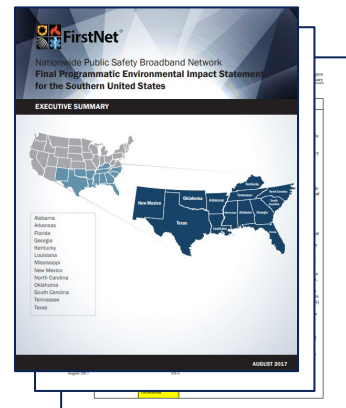 FirstNet®
Nationwide Public Safety Broadband Network
Final Programmatic Environmental Impact Statement
for the Southern United States
EXECUTIVE SUMMARY
New Mexico
Texas
Oklahoma
Arkansas
Louisiana
Mississippi
Alabama
Georgia
Tennessee
Kentucky
North Carolina
South Carolina
Florida
Alabama
Arkansas
Florida
Georgia
Kentucky
Louisiana
Mississippi
New Mexico
North Carolina
Oklahoma
South Carolina
Tennessee
Texas
AUGUST 2017
August 2017